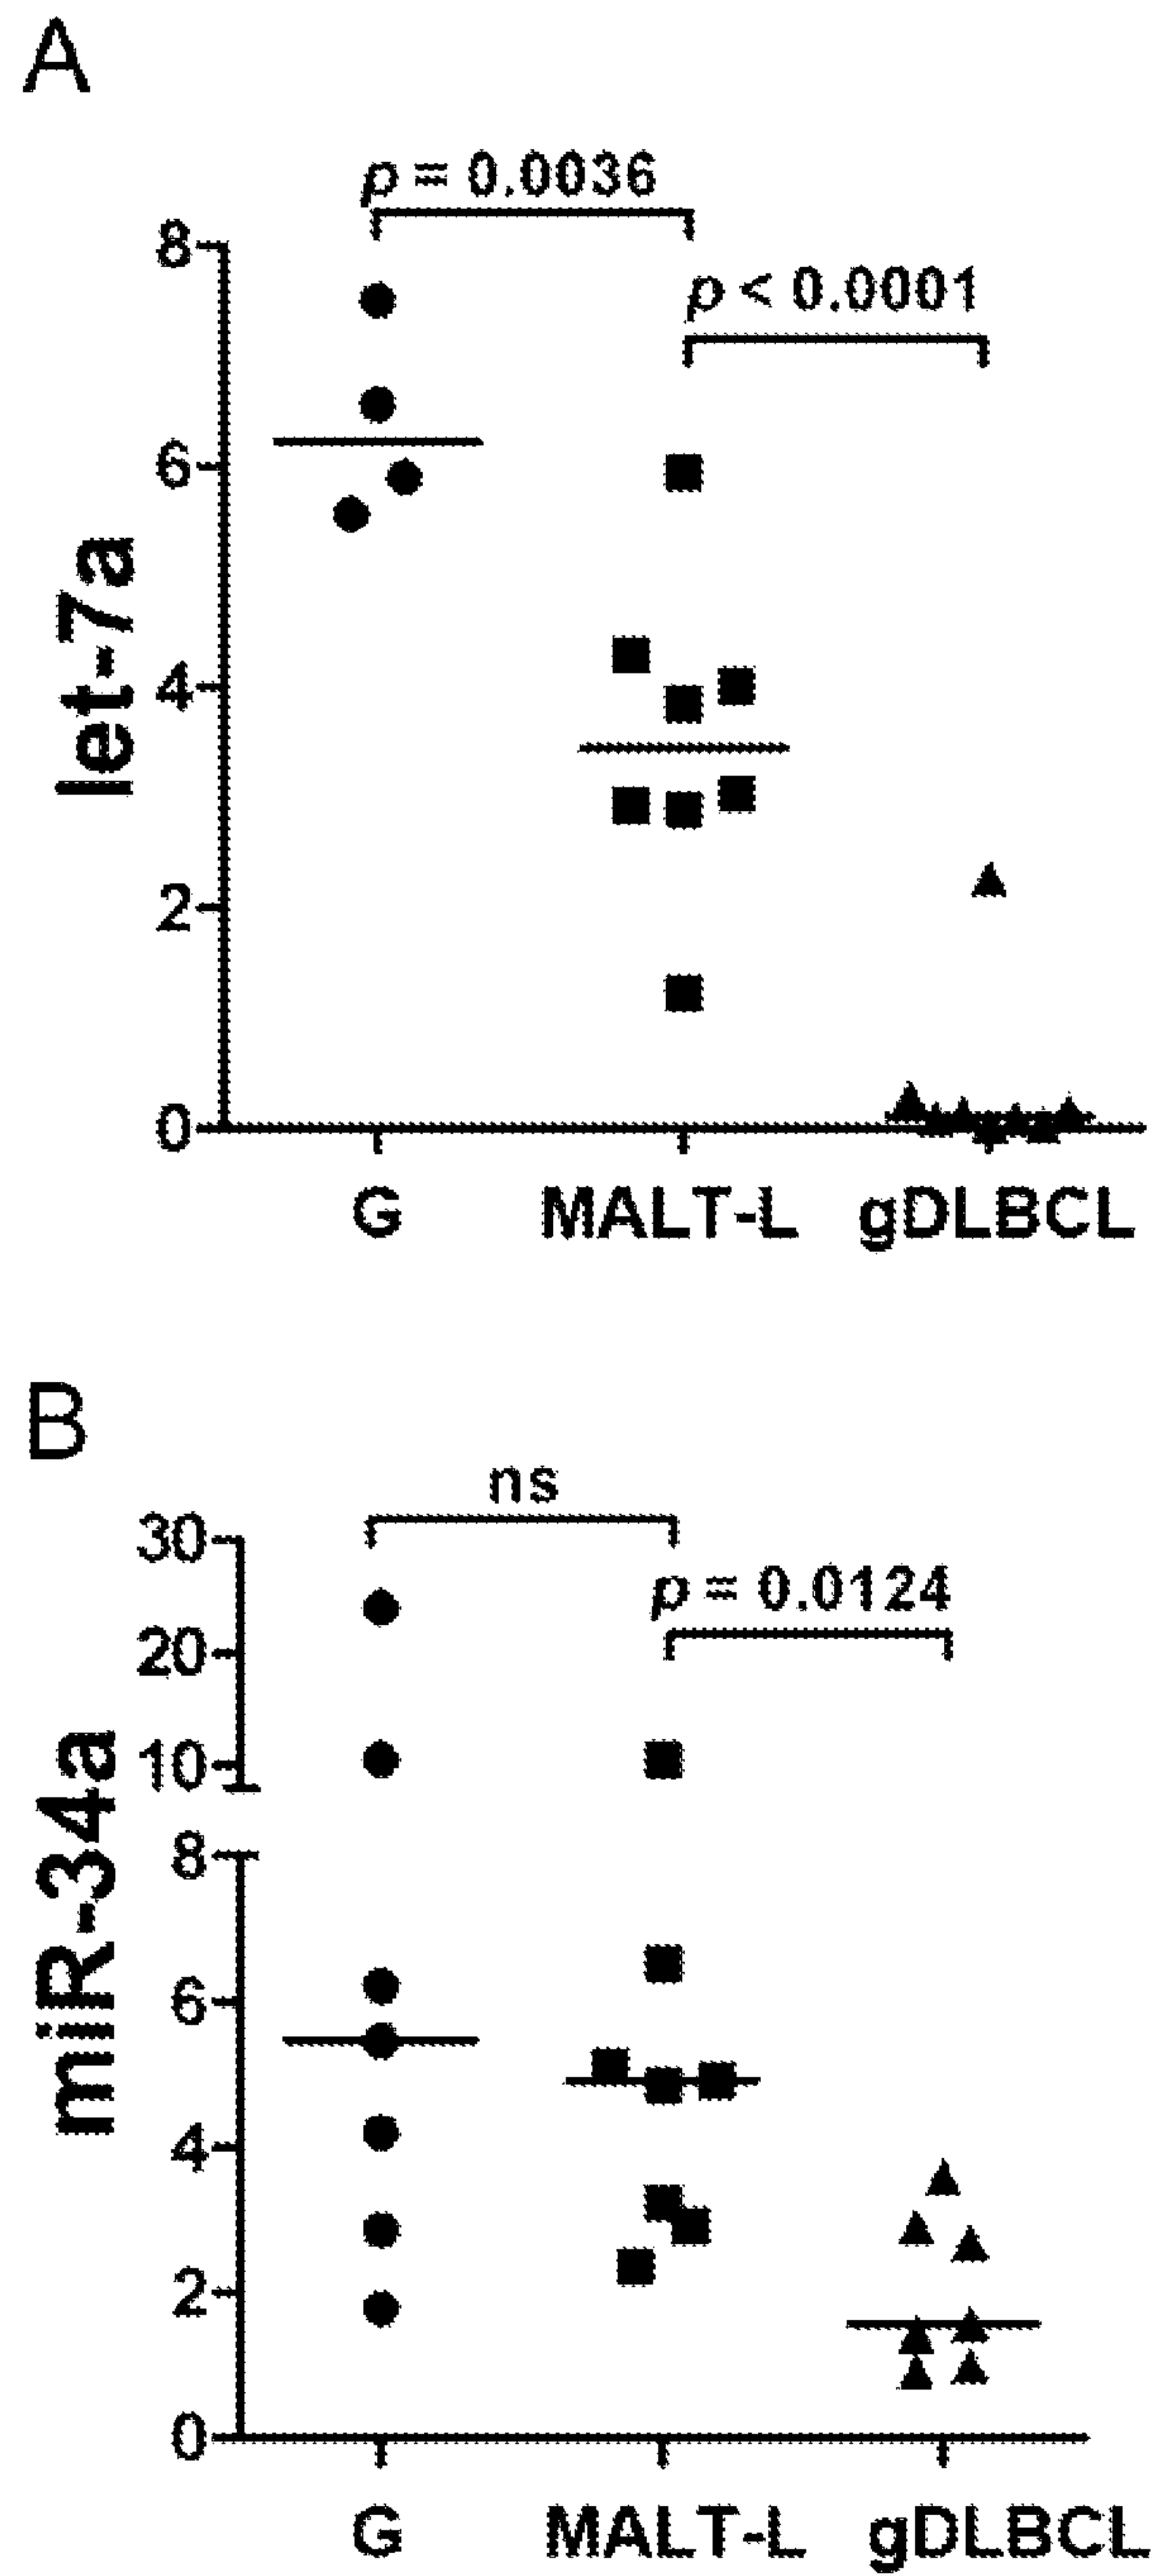 A
p = 0.0036
p < 0.0001
8
6
4
2
0
let-7a
G MALT-L gDLBCL
B
ns
p = 0.0124
30
20
10
8
6
4
2
0
miR-34a
G MALT-L gDLBCL